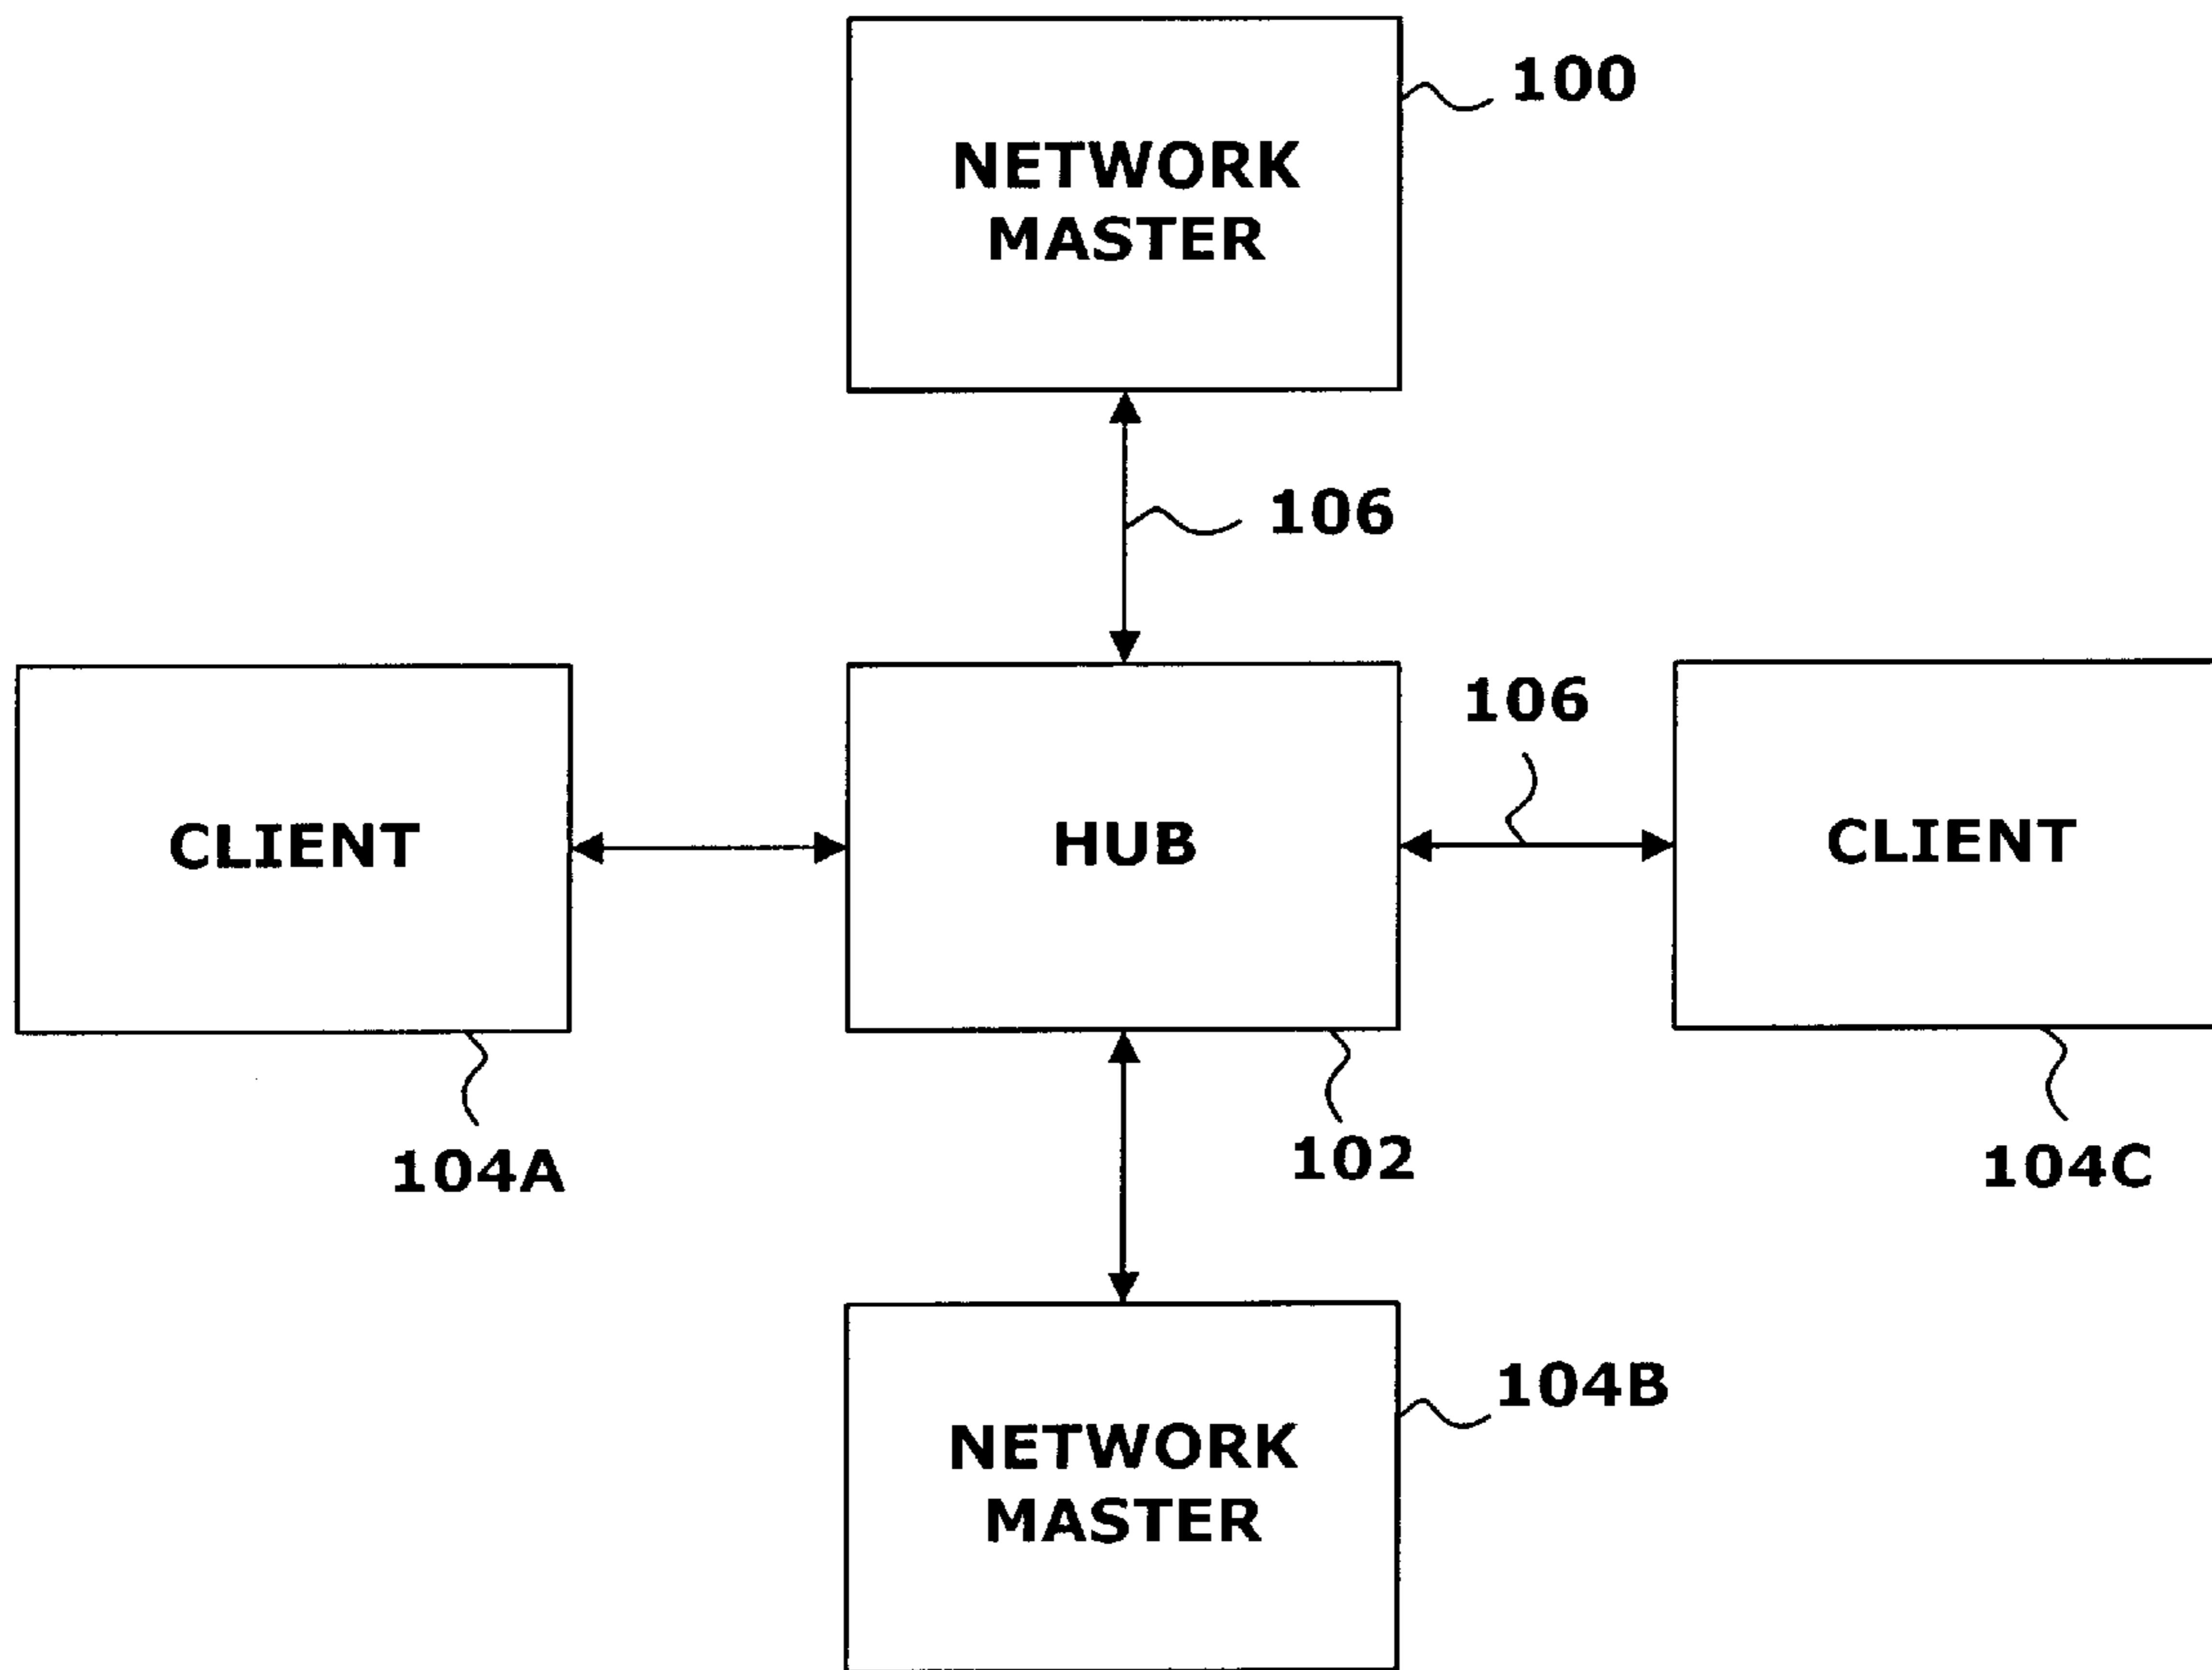 100
NETWORK
MASTER
106
106
CLIENT
HUB
CLIENT
104A
102
104C
104B
NETWORK
MASTER